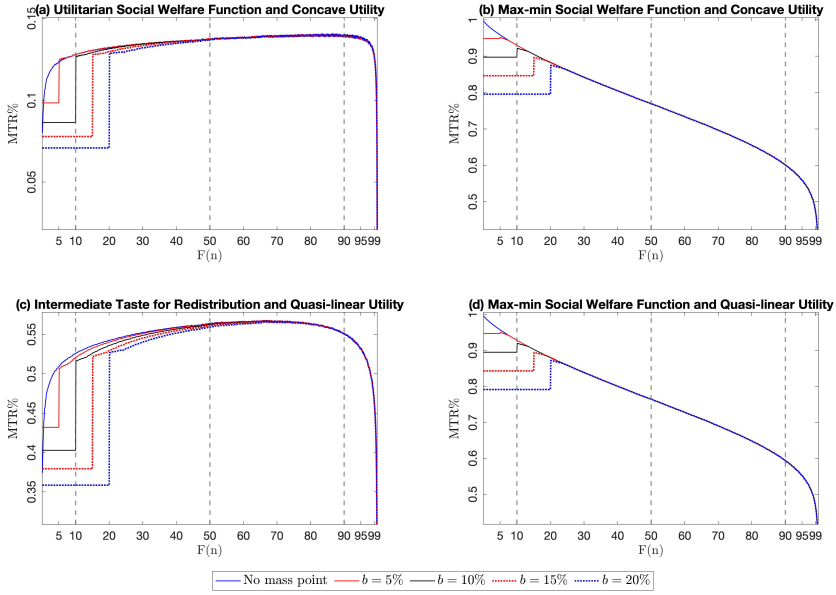 (a) Utilitarian Social Welfare Function and Concave Utility
0.15
0.1
0.05
MTR%
5 10 20 30 40 50 60 70 80 90 9599
F(n)
(b) Max-min Social Welfare Function and Concave Utility
1
0.9
0.8
0.7
0.6
0.5
MTR%
5 10 20 30 40 50 60 70 80 90 9599
F(n)
(c) Intermediate Taste for Redistribution and Quasi-linear Utility
0.55
0.5
0.45
0.4
0.35
MTR%
5 10 20 30 40 50 60 70 80 90 9599
F(n)
(d) Max-min Social Welfare Function and Quasi-linear Utility
1
0.9
0.8
0.7
0.6
0.5
MTR%
5 10 20 30 40 50 60 70 80 90 9599
F(n)
No mass point b = 5% b = 10% b = 15% b = 20%